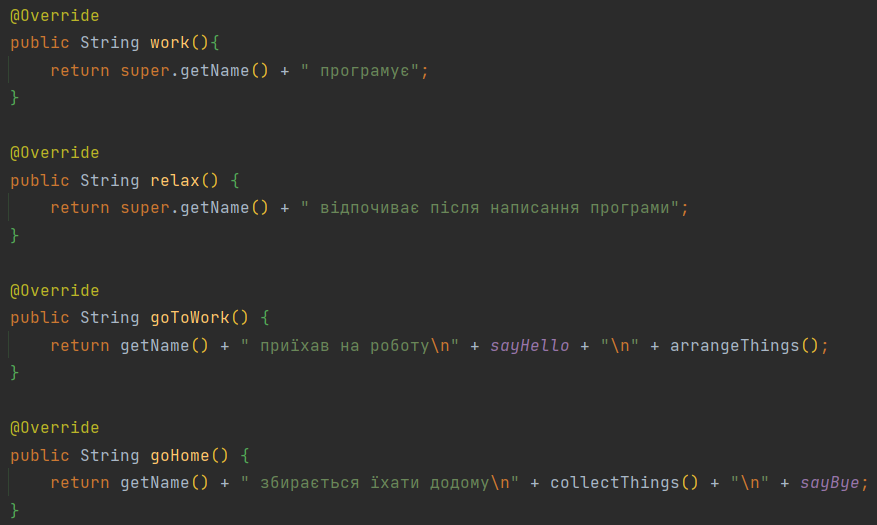 @Override
public String work(){
    return super.getName() + " програмує";
}
@Override
public String relax() {
    return super.getName() + " відпочиває після написання програми";
}
@Override
public String goToWork() {
    return getName() + " приїхав на роботу\n" + sayHello + "\n" + arrangeThings();
}
@Override
public String goHome() {
    return getName() + " збирається їхати додому\n" + collectThings() + "\n" + sayBye;
}